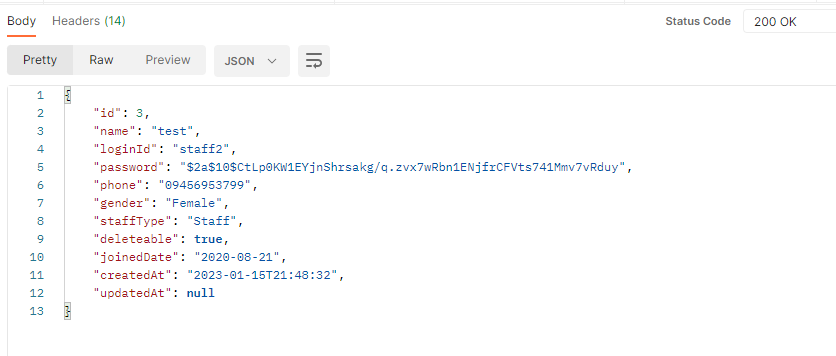 Body Headers (14) Status Code 200 OK
Pretty Raw Preview JSON
1 {
2 "id": 3,
3 "name": "test",
4 "loginId": "staff2",
5 "password": "$2a$10$CtLp0KW1EYjnShrsakg/q.zvx7wRbn1ENjfrCFVts741Mmv7vRduy",
6 "phone": "09456953799",
7 "gender": "Female",
8 "staffType": "Staff",
9 "deleteable": true,
10 "joinedDate": "2020-08-21",
11 "createdAt": "2023-01-15T21:48:32",
12 "updatedAt": null
13 }